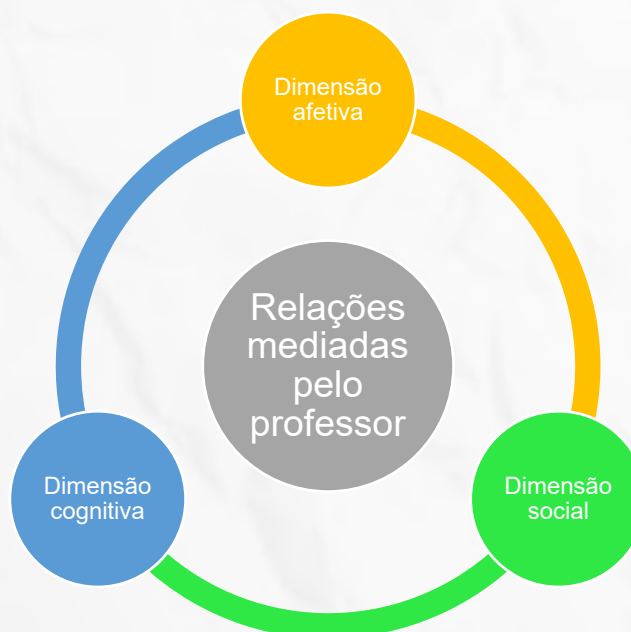 Dimensão
afetiva
Relações
mediadas
pelo
professor
Dimensão
cognitiva
Dimensão
social